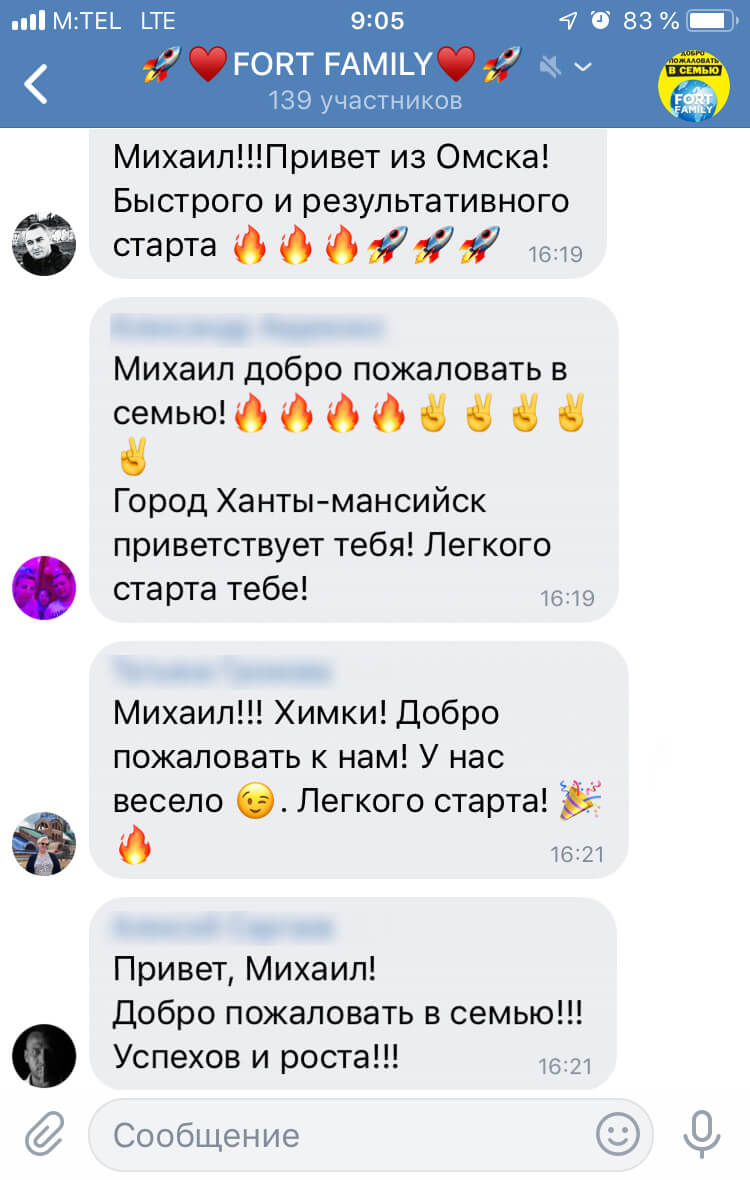 M:TEL LTE 9:05 83 %
🚀❤️FORT FAMILY❤️🚀
139 участников
ДОБРО
ПОЖАЛОВАТЬ
В СЕМЬЮ
FORT
FAMILY
Михаил!!!Привет из Омска!
Быстрого и результативного
старта 🔥🔥🔥🚀🚀🚀 16:19
Михаил добро пожаловать в
семью!🔥🔥🔥🔥✌️✌️✌️✌️
✌️
Город Ханты-мансийск
приветствует тебя! Легкого
старта тебе! 16:19
Михаил!!! Химки! Добро
пожаловать к нам! У нас
весело 😉. Легкого старта! 🎉
🔥 16:21
Привет, Михаил!
Добро пожаловать в семью!!!
Успехов и роста!!! 16:21
Сообщение